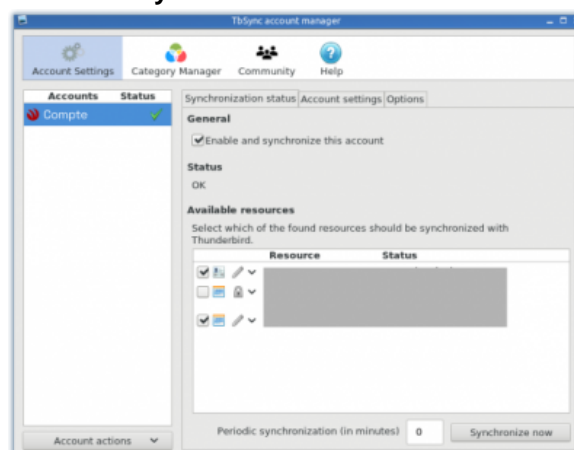 TbSync account manager
Account Settings
Category Manager
Community
Help
Accounts Status
Compte
Synchronization status Account settings Options
General
Enable and synchronize this account
Status
OK
Available resources
Select which of the found resources should be synchronized with
Thunderbird.
Resource Status
Periodic synchronization (in minutes) 0 Synchronize now
Account actions